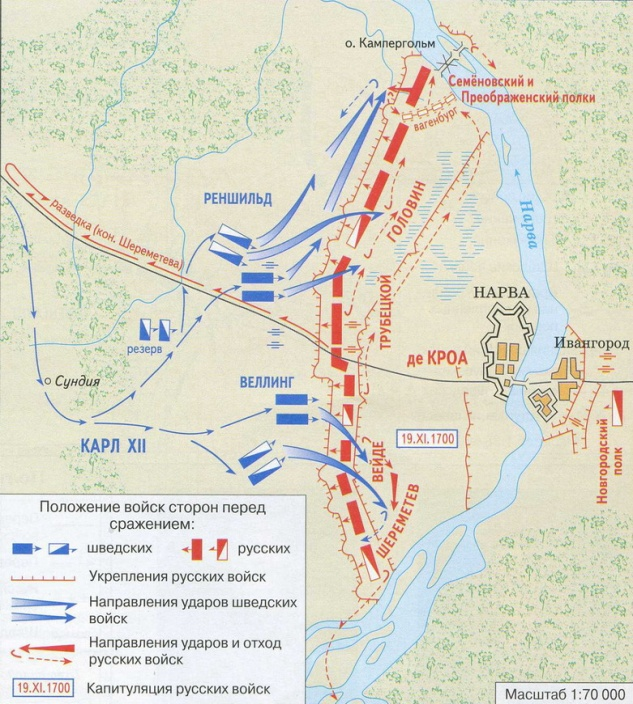 о. Кампергольм
Семёновский и
Преображенский полки
вагенбург
РЕНШИЛЬД
ГОЛОВИН
Нарва
разведка (кон. Шереметева)
ТРУБЕЦКОЙ
НАРВА
резерв
Ивангород
де КРОА
Сундия
ВЕЛЛИНГ
КАРЛ XII
19.XI.1700
ВЕЙДЕ
Новгородский
полк
ШЕРЕМЕТЕВ
Положение войск сторон перед
сражением:
шведских
русских
Укрепления русских войск
Направления ударов шведских
войск
Направления ударов и отход
русских войск
19.XI.1700
Капитуляция русских войск
Масштаб 1:70 000